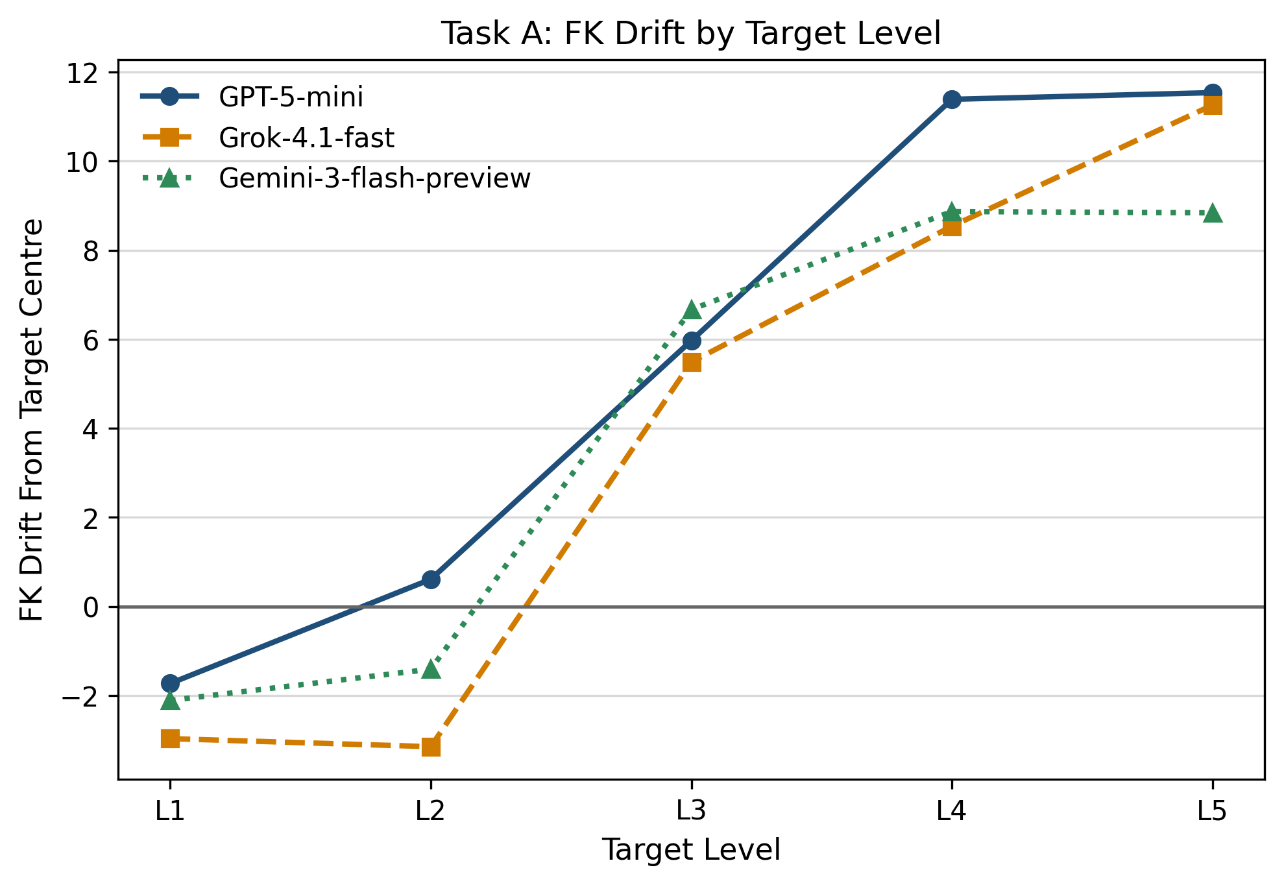 Task A: FK Drift by Target Level
GPT-5-mini
Grok-4.1-fast
Gemini-3-flash-preview
FK Drift From Target Centre
12
10
8
6
4
2
0
−2
L1 L2 L3 L4 L5
Target Level